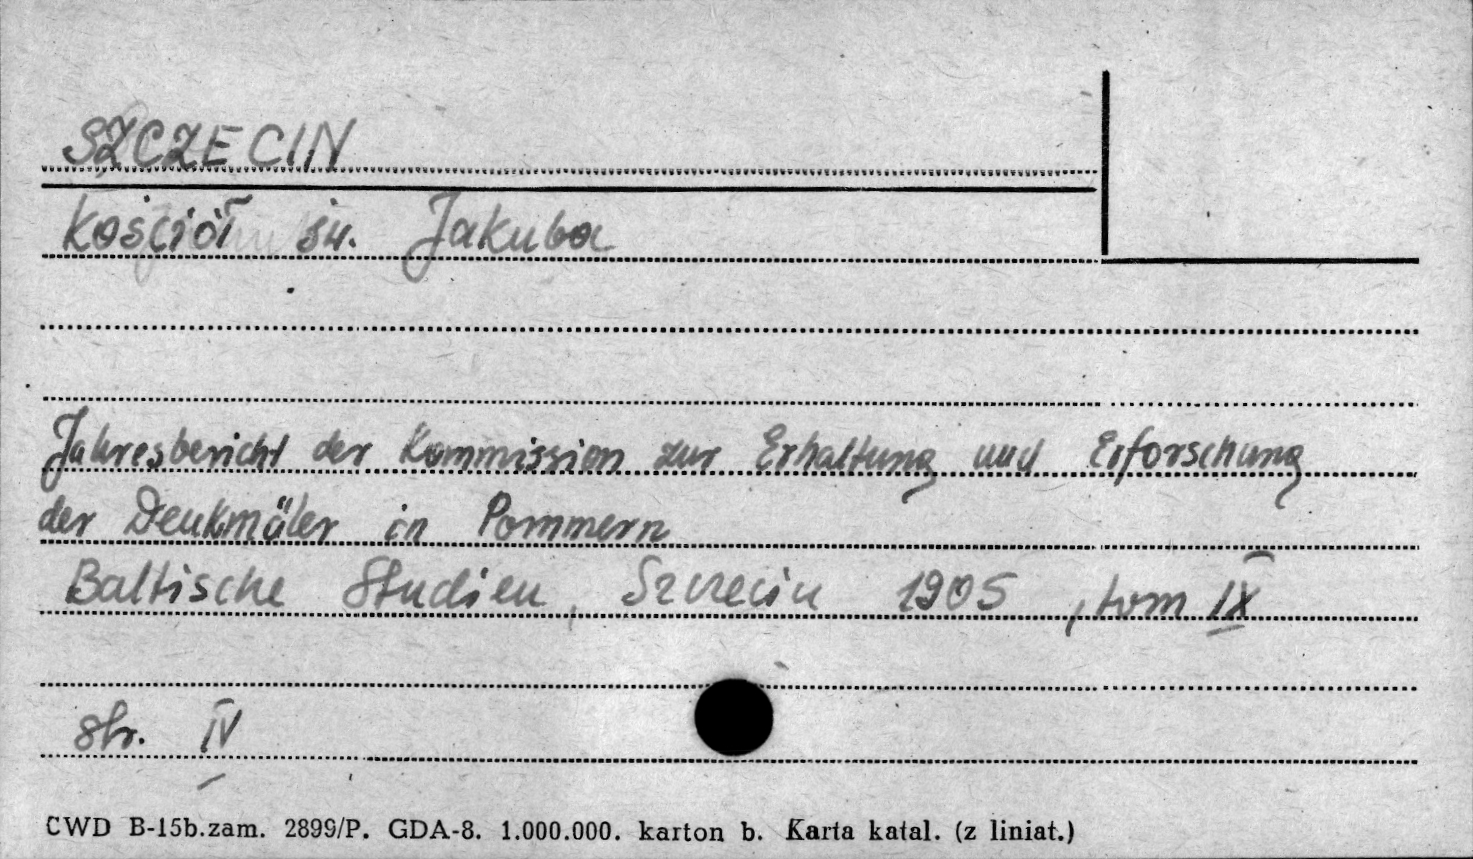 SZCZECIN
Kościół św. Jakuba
Jahresbericht der Kommission zur Erhaltung und Erforschung
der Denkmäler in Pommern
Baltische Studien, Szczecin 1905, tom IX
str. IV
CWD B-15b.zam. 2899/P. GDA-8. 1.000.000. karton b. Karta katal. (z liniat.)